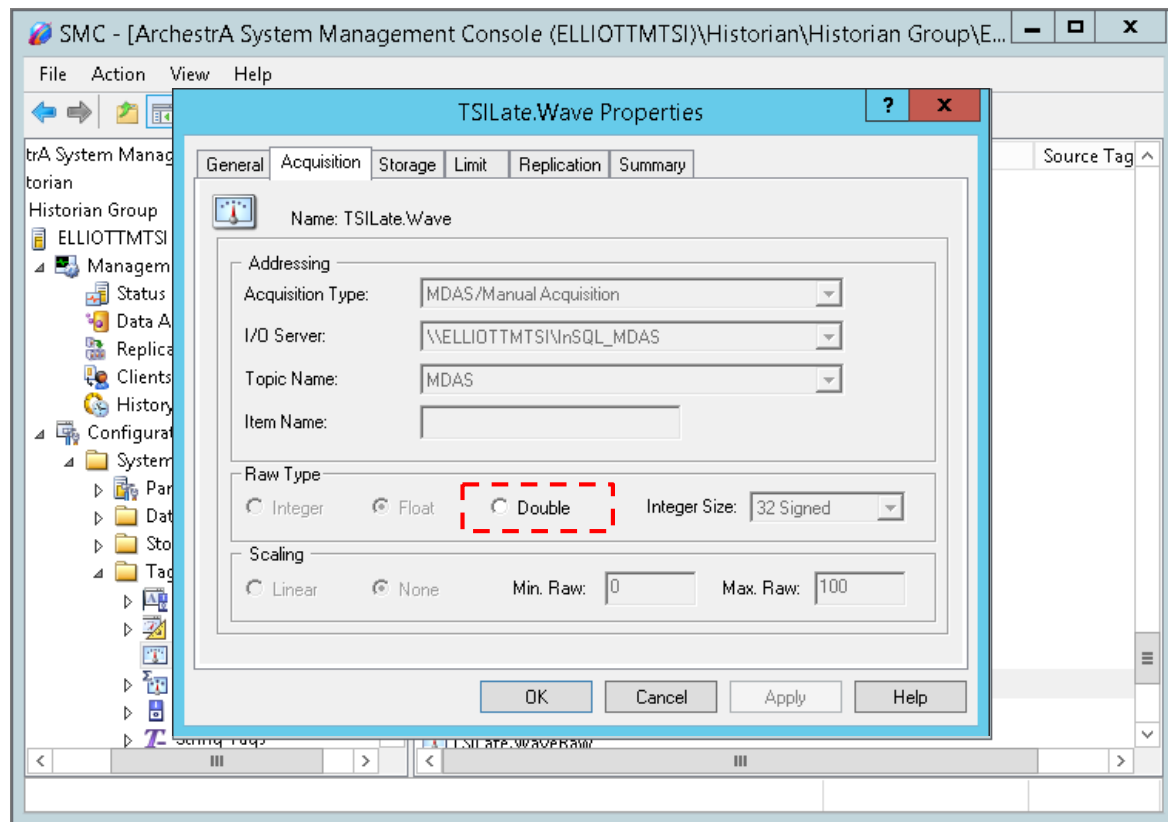 SMC - [ArchestrA System Management Console (ELLIOTTMTSI)\Historian\Historian Group\E...
File Action View Help
TSILate.Wave Properties
trA System Manag
Source Tag
torian
Historian Group
ELLIOTTMTSI
Managem
Status
Data A
Replica
Clients
History
Configurat
System
Par
Dat
Sto
Tag
General Acquisition Storage Limit Replication Summary
Name: TSILate.Wave
Addressing
Acquisition Type: MDAS/Manual Acquisition
I/O Server: \\ELLIOTTMTSI\InSQL_MDAS
Topic Name: MDAS
Item Name:
Raw Type
Integer Float Double Integer Size: 32 Signed
Scaling
Linear None Min. Raw: 0 Max. Raw: 100
OK Cancel Apply Help
String Tags
TSILate.WaveRaw